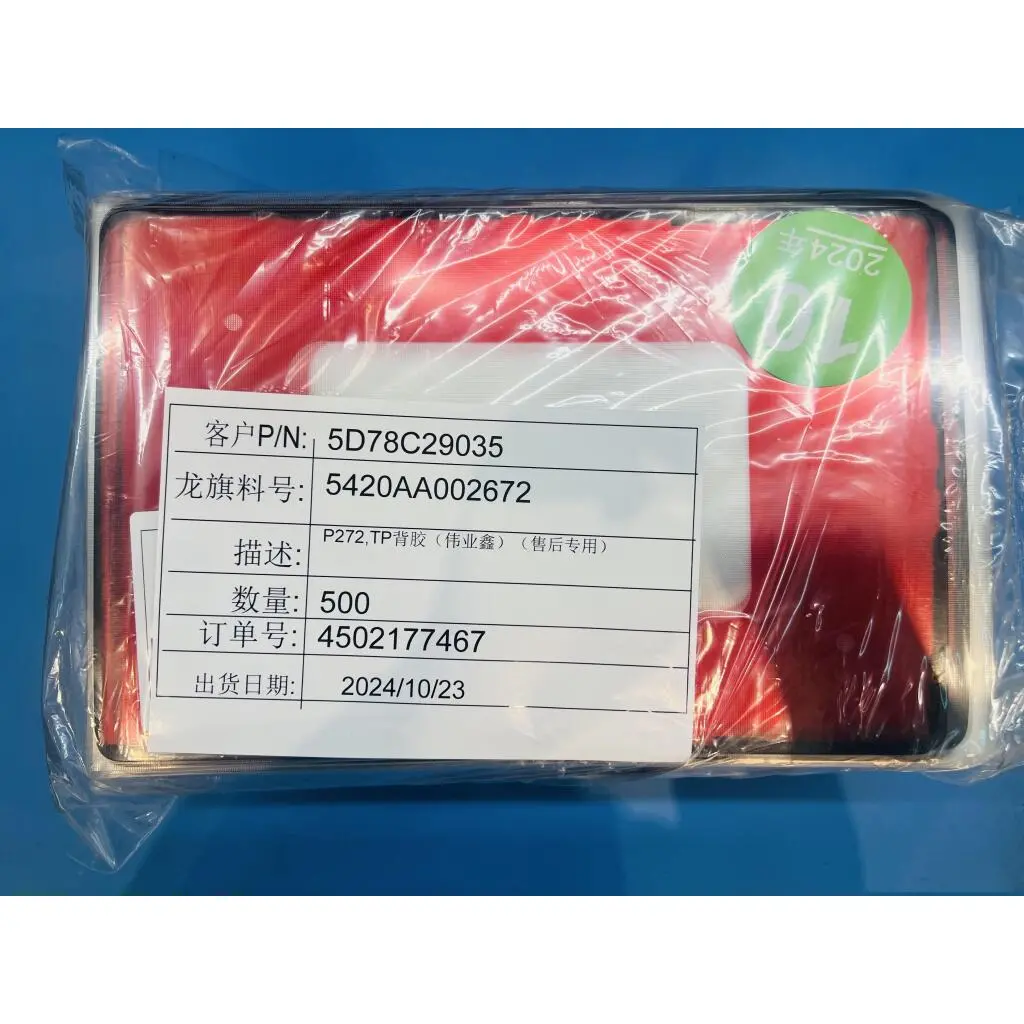 2024年
10
客户P/N: 5D78C29035
龙旗料号: 5420AA002672
描述: P272,TP背胶（伟业鑫）（售后专用）
数量: 500
订单号: 4502177467
出货日期: 2024/10/23